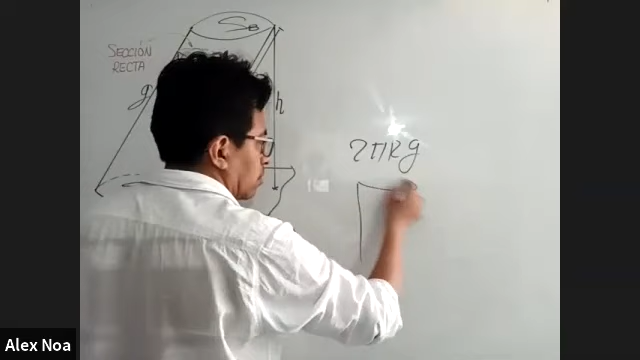 SECCIÓN
RECTA
g
h
2πRg
Alex Noa